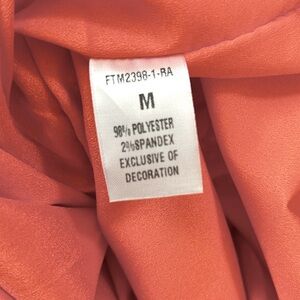 FTM2398-1-RA
M
98% POLYESTER
2%SPANDEX
EXCLUSIVE OF
DECORATION